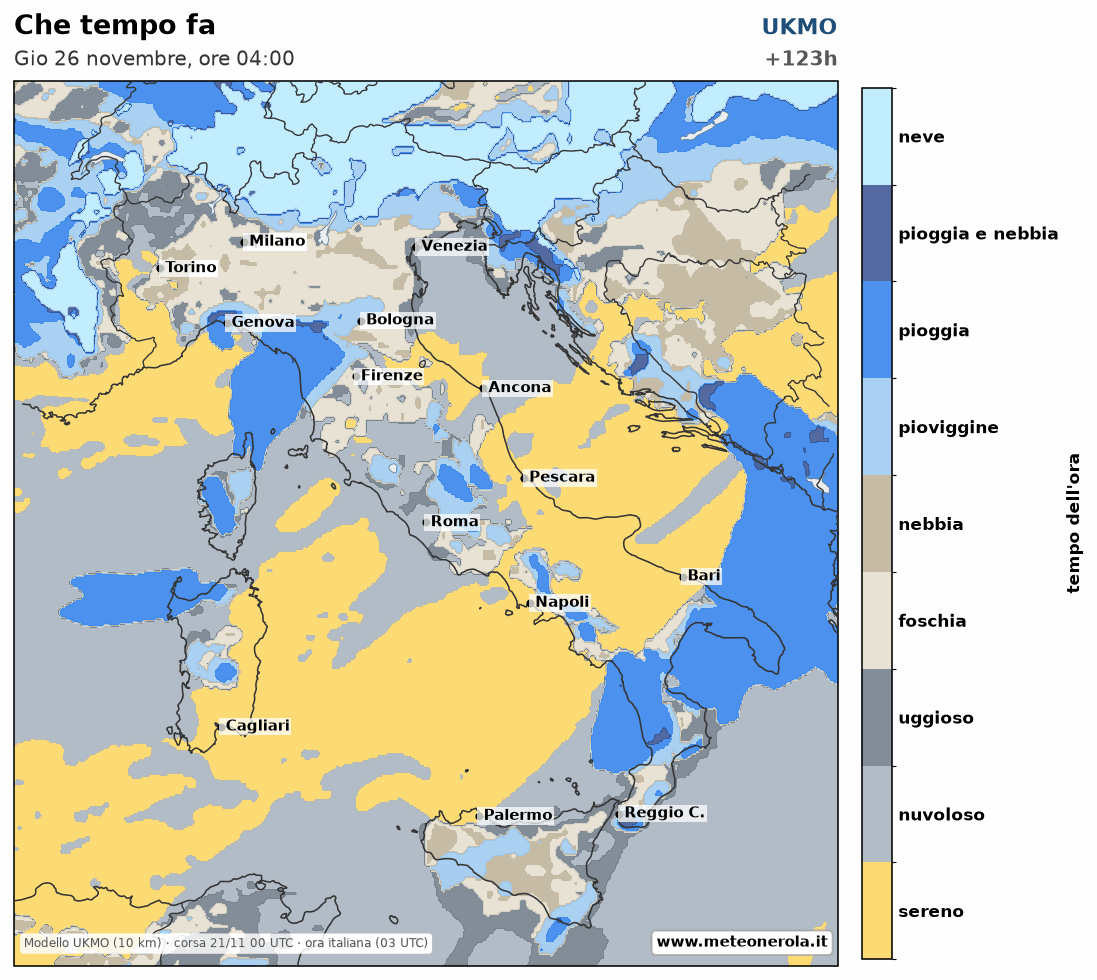 Che tempo fa
UKMO
Gio 26 novembre, ore 04:00
+123h
neve
pioggia e nebbia
pioggia
pioviggine
nebbia
foschia
uggioso
nuvoloso
sereno
tempo dell'ora
Milano
Venezia
Torino
Genova
Bologna
Firenze
Ancona
Pescara
Roma
Bari
Napoli
Cagliari
Palermo
Reggio C.
Modello UKMO (10 km) · corsa 21/11 00 UTC · ora italiana (03 UTC)
www.meteonerola.it